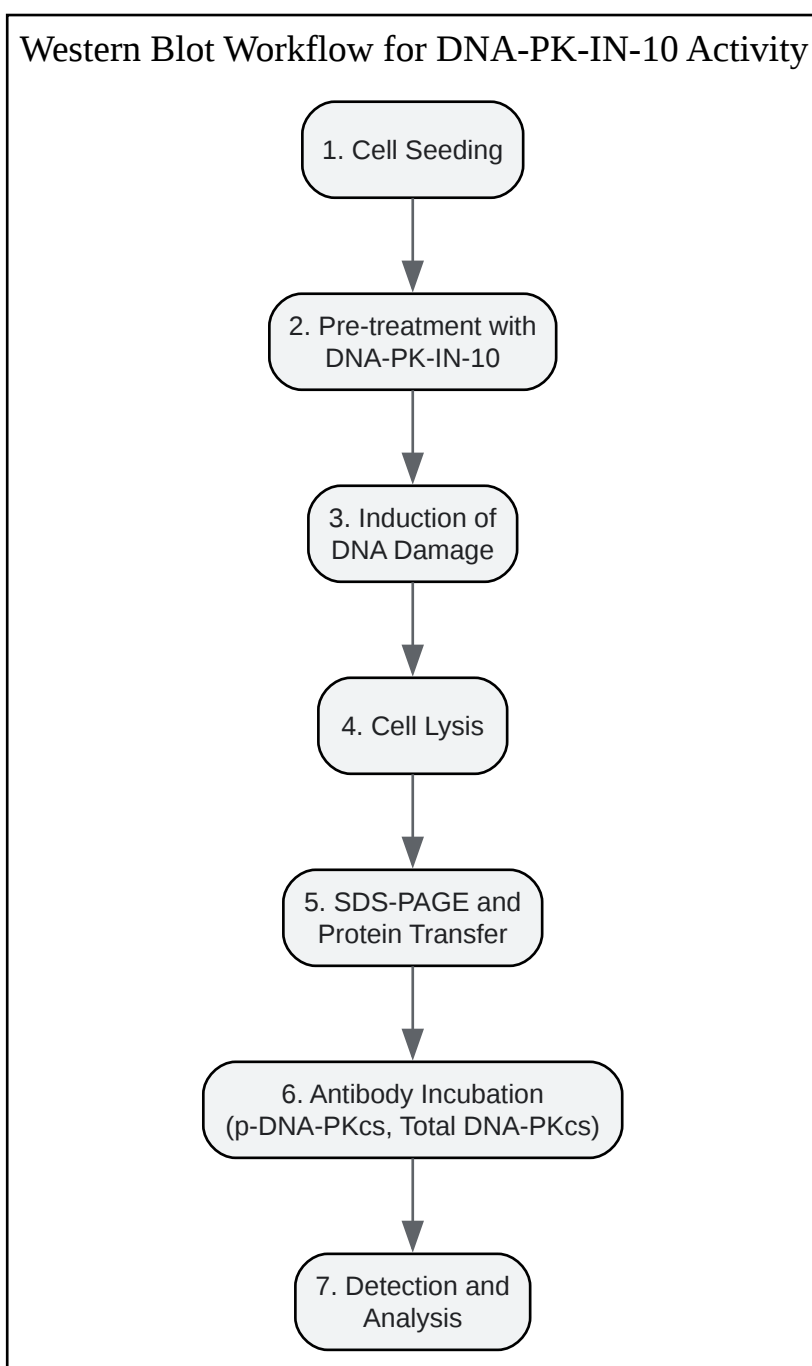 Western Blot Workflow for DNA-PK-IN-10 Activity
1. Cell Seeding
2. Pre-treatment with
DNA-PK-IN-10
3. Induction of
DNA Damage
4. Cell Lysis
5. SDS-PAGE and
Protein Transfer
6. Antibody Incubation
(p-DNA-PKcs, Total DNA-PKcs)
7. Detection and
Analysis